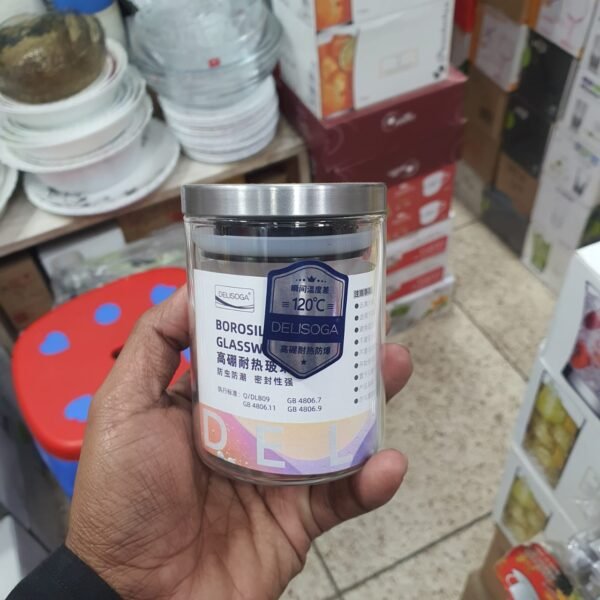 DELISOGA
BOROSIL
GLASSW
高硼耐热玻
防虫防潮 密封性强
执行标准: Q/DL809 GB 4806.7
GB 4806.11 GB 4806.9
瞬间温度差
120℃
DELISOGA
高硼耐热防爆
DEL